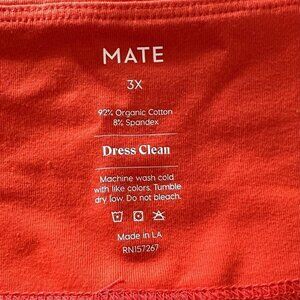 MATE
3X
92% Organic Cotton
8% Spandex
Dress Clean
Machine wash cold
with like colors. Tumble
dry low. Do not bleach.
Made in LA
RN157267